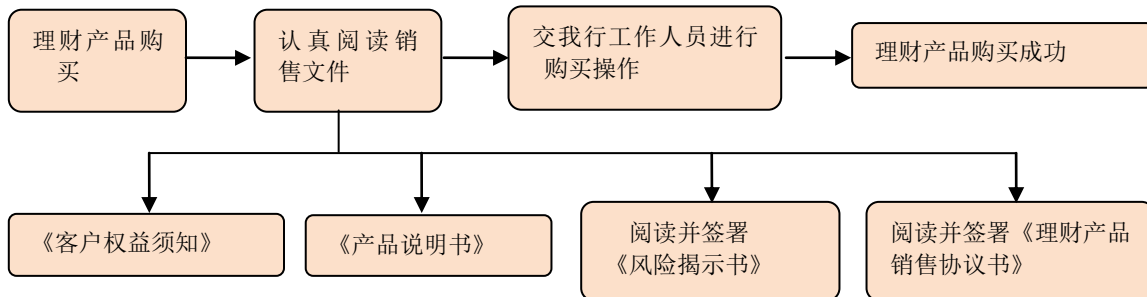 理财产品购
买
认真阅读销
售文件
交我行工作人员进行
购买操作
理财产品购买成功
《客户权益须知》
《产品说明书》
阅读并签署
《风险揭示书》
阅读并签署《理财产品
销售协议书》